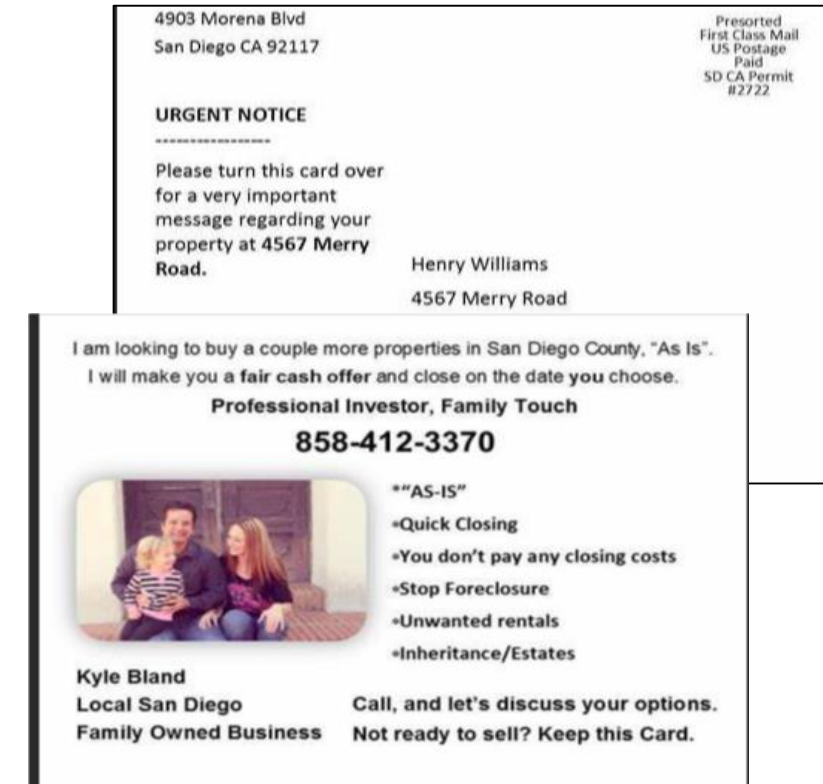 4903 Morena Blvd
San Diego CA 92117
Presorted
First Class Mail
US Postage
Paid
SD CA Permit
#2722
URGENT NOTICE
------------------
Please turn this card over
for a very important
message regarding your
property at 4567 Merry
Road.
Henry Williams
4567 Merry Road
I am looking to buy a couple more properties in San Diego County, "As Is".
I will make you a fair cash offer and close on the date you choose.
Professional Investor, Family Touch
858-412-3370
*"AS-IS"
•Quick Closing
•You don't pay any closing costs
•Stop Foreclosure
•Unwanted rentals
•Inheritance/Estates
Kyle Bland
Local San Diego
Family Owned Business
Call, and let's discuss your options.
Not ready to sell? Keep this Card.